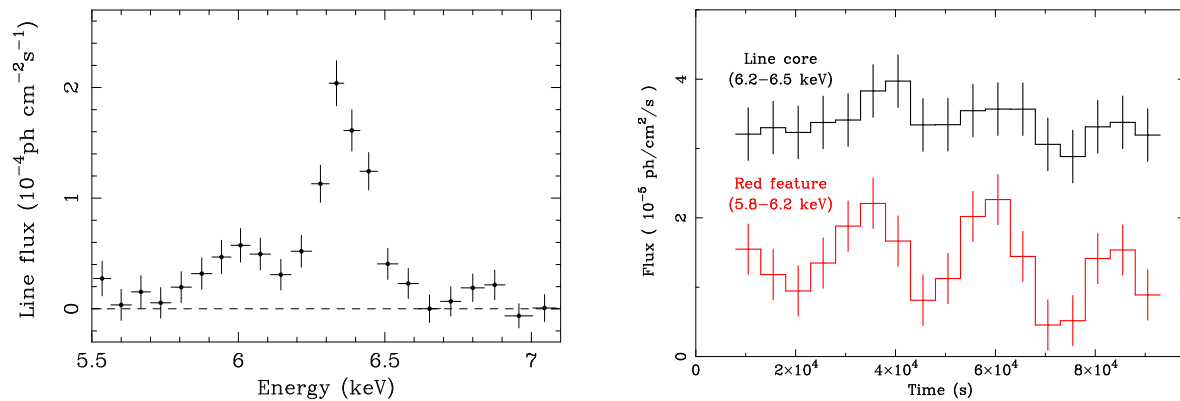 Line flux (10⁻⁴ph cm⁻²s⁻¹)
0
1
2
5.5
6
6.5
7
Energy (keV)
Flux ( 10⁻⁵ ph/cm²/s)
0
2
4
Line core
(6.2–6.5 keV)
Red feature
(5.8–6.2 keV)
0
2×10⁴
4×10⁴
6×10⁴
8×10⁴
Time (s)